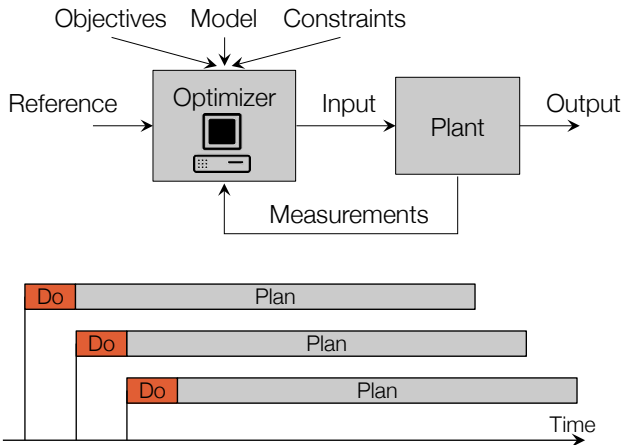 Objectives Model Constraints
Reference Optimizer Input Plant Output
Measurements
Do Plan
Do Plan
Do Plan
Time